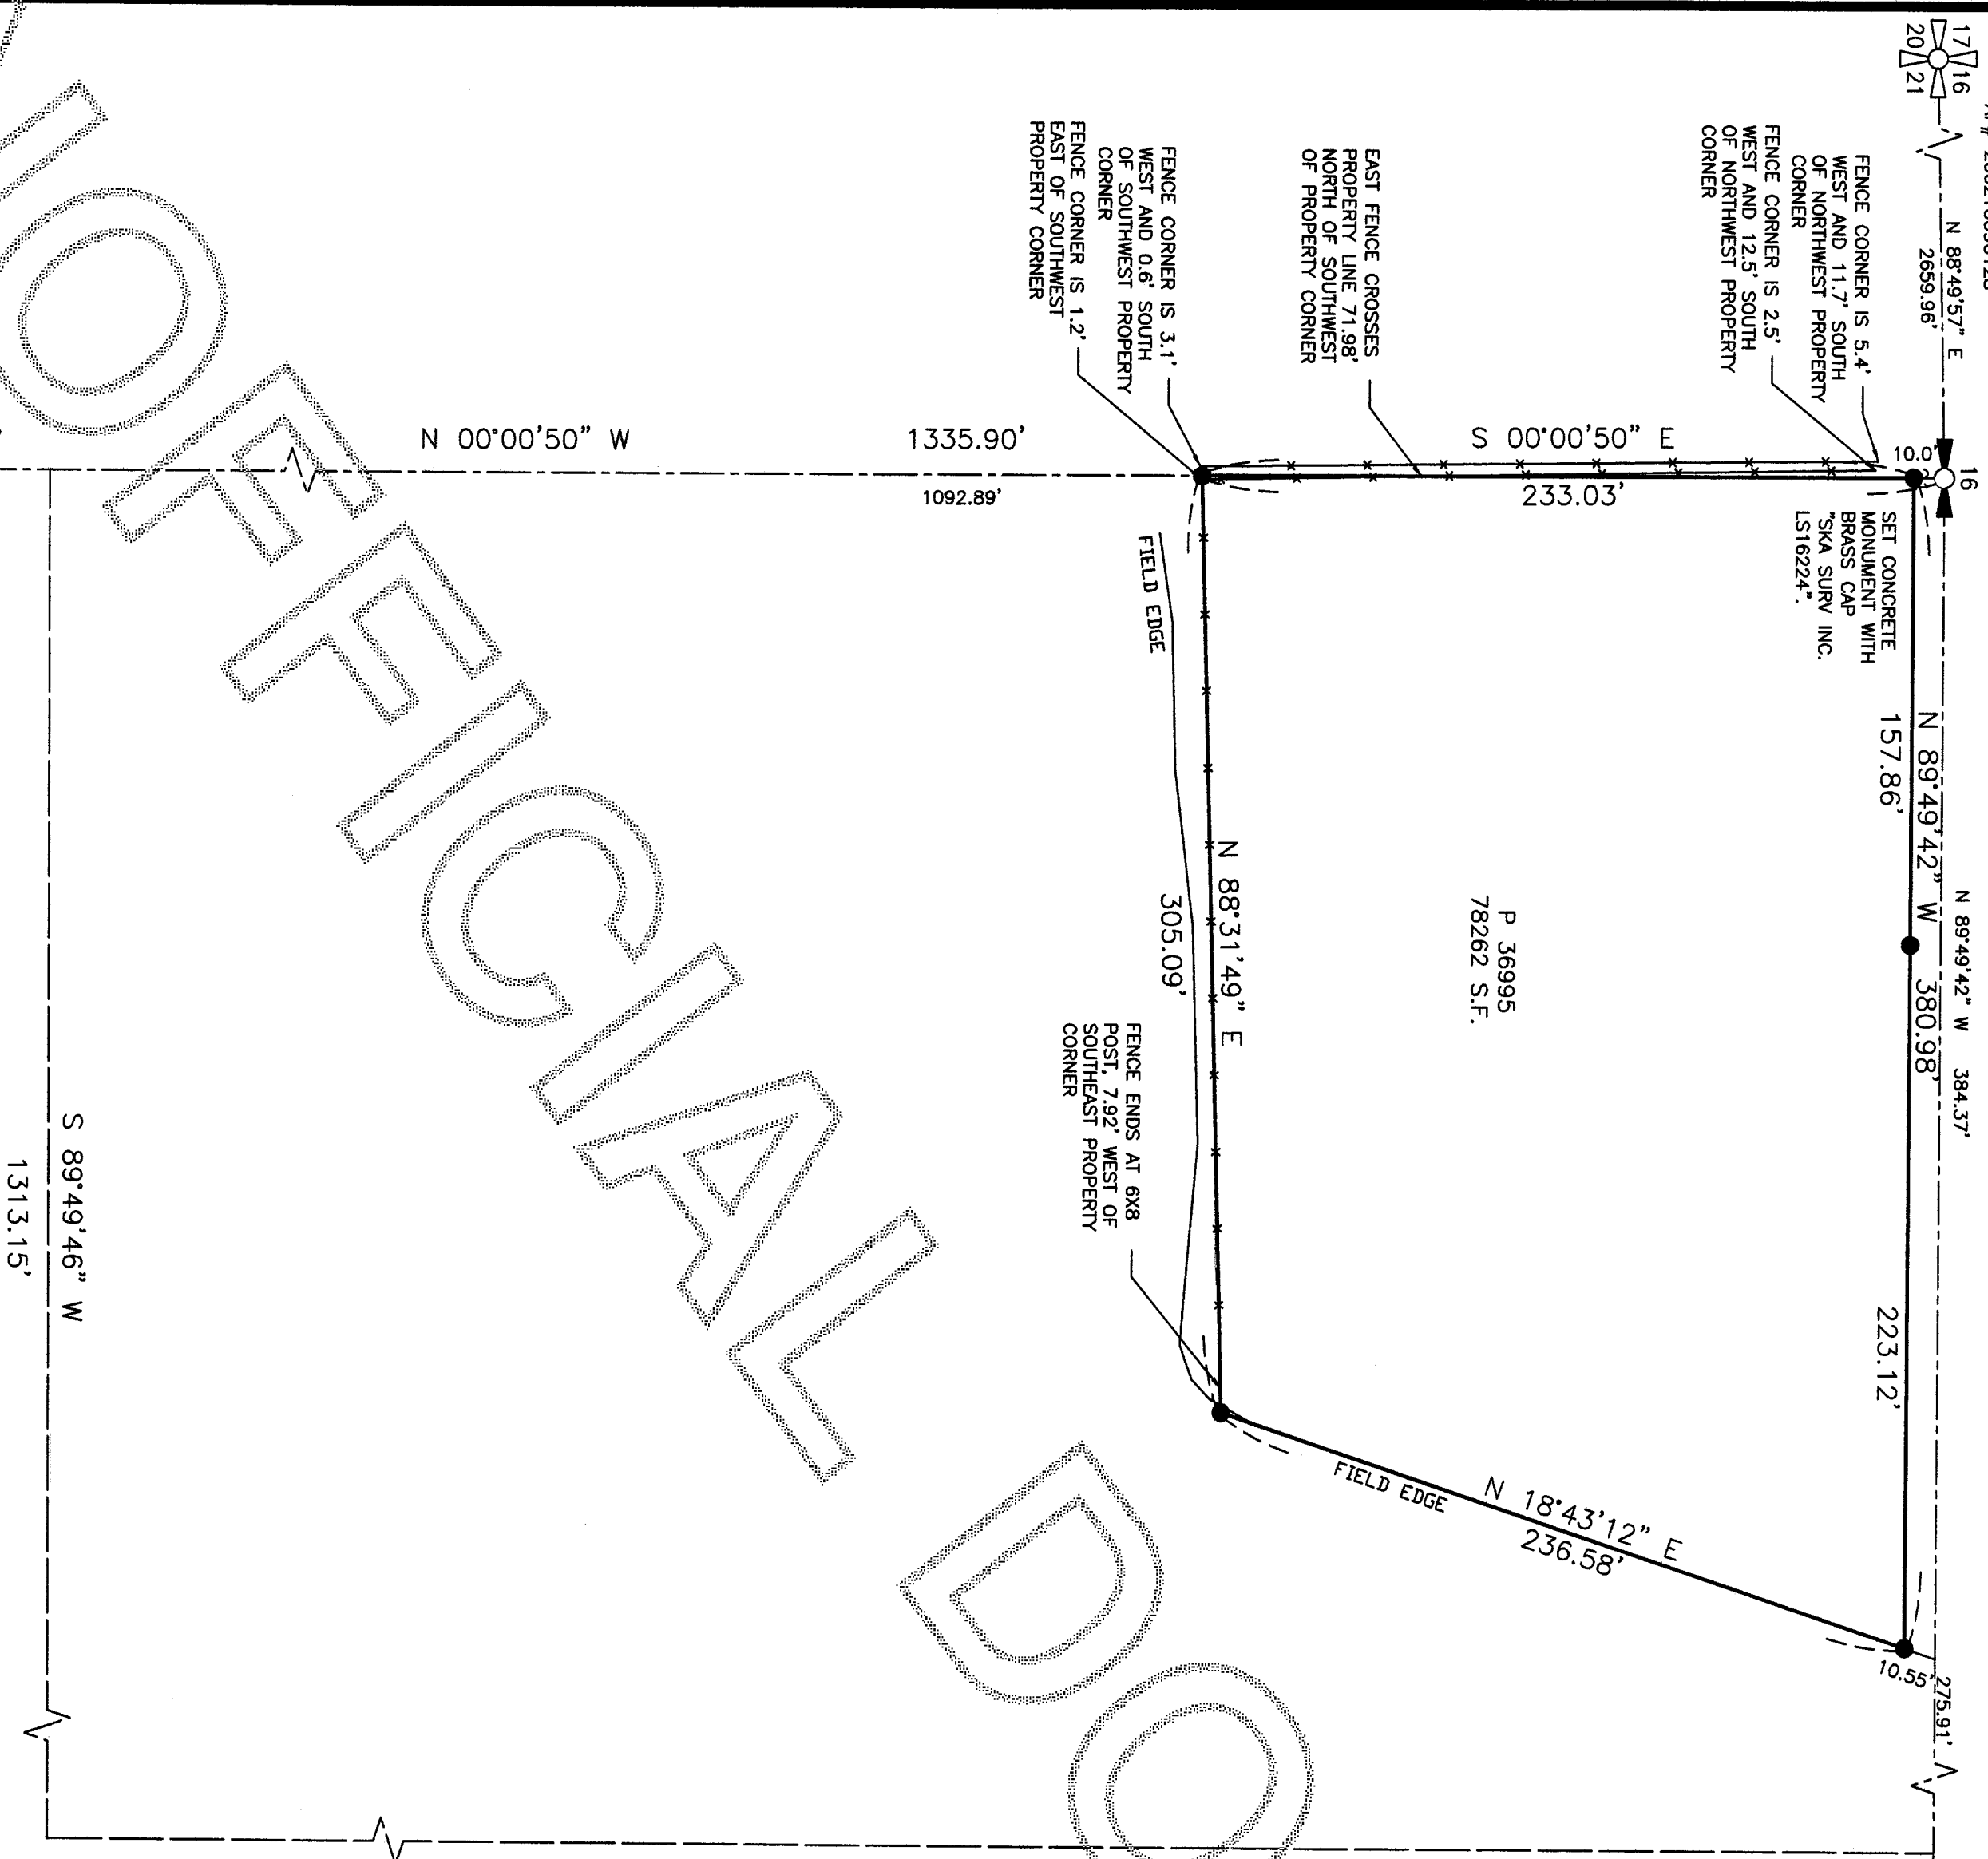 17 16
20 21
N 88°49'57" E
2659.96'
16
10.0'
N 89°49'42" W 384.37'
275.91'
10.55'
N 89°49'42" W 380.98'
157.86'
223.12'
FENCE CORNER IS 5.4'
WEST AND 11.7' SOUTH
OF NORTHWEST PROPERTY
CORNER
FENCE CORNER IS 2.5'
WEST AND 12.5' SOUTH
OF NORTHWEST PROPERTY
CORNER
SET CONCRETE
MONUMENT WITH
BRASS CAP
"SKA SURV INC.
LS16224".
S 00°00'50" E
233.03'
P 36995
78262 S.F.
N 18°43'12" E
236.58'
FIELD EDGE
EAST FENCE CROSSES
PROPERTY LINE 71.98'
NORTH OF SOUTHWEST
OF PROPERTY CORNER
FENCE CORNER IS 3.1'
WEST AND 0.6' SOUTH
OF SOUTHWEST PROPERTY
CORNER
FENCE CORNER IS 1.2'
EAST OF SOUTHWEST
PROPERTY CORNER
N 88°31'49" E
305.09'
FIELD EDGE
FENCE ENDS AT 6X8
POST, 7.92' WEST OF
SOUTHEAST PROPERTY
CORNER
1335.90'
1092.89'
N 00°00'50" W
S 89°49'46" W
1313.15'
OFFICIAL DO